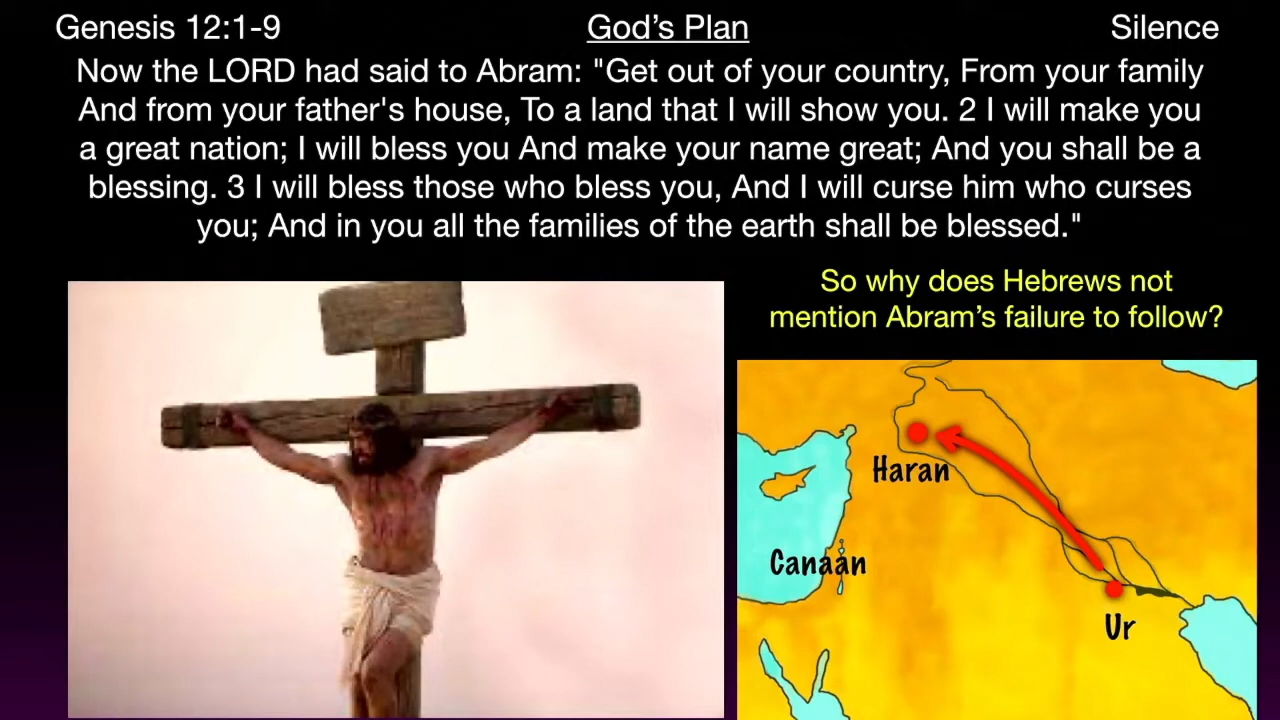 Genesis 12:1-9 God’s Plan Silence
Now the LORD had said to Abram: "Get out of your country, From your family
And from your father's house, To a land that I will show you. 2 I will make you
a great nation; I will bless you And make your name great; And you shall be a
blessing. 3 I will bless those who bless you, And I will curse him who curses
you; And in you all the families of the earth shall be blessed."
So why does Hebrews not
mention Abram’s failure to follow?
Haran
Canaan
Ur